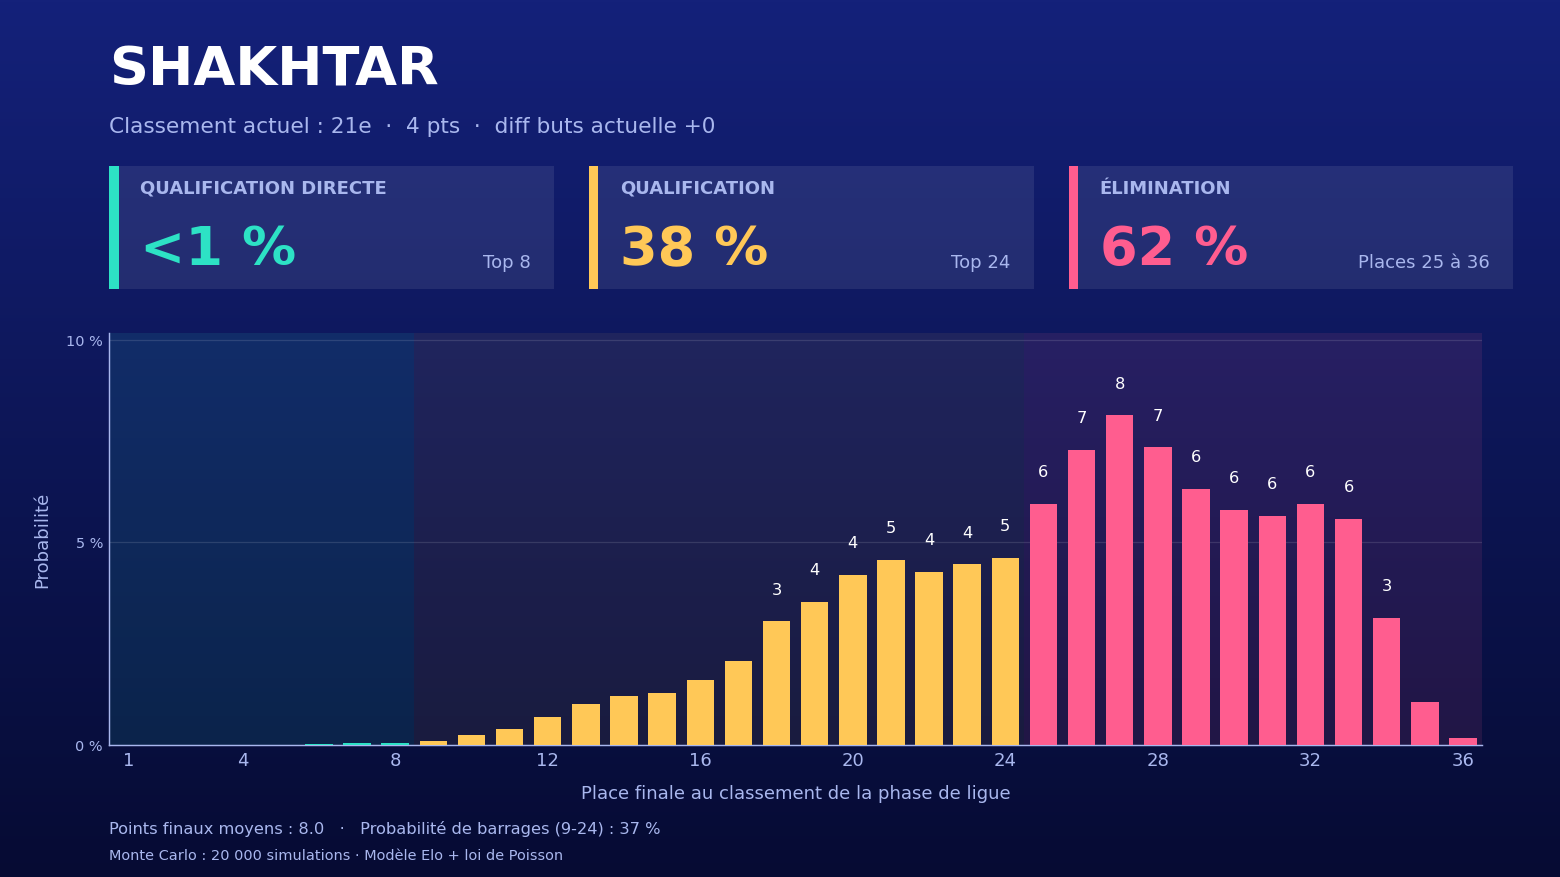 SHAKHTAR
Classement actuel : 21e · 4 pts · diff buts actuelle +0
QUALIFICATION DIRECTE
<1 %
Top 8
QUALIFICATION
38 %
Top 24
ÉLIMINATION
62 %
Places 25 à 36
Probabilité
10 %
5 %
0 %
3 4 4 5 4 4 5 6 7 8 7 6 6 6 6 6 3
1 4 8 12 16 20 24 28 32 36
Place finale au classement de la phase de ligue
Points finaux moyens : 8.0 · Probabilité de barrages (9-24) : 37 %
Monte Carlo : 20 000 simulations · Modèle Elo + loi de Poisson